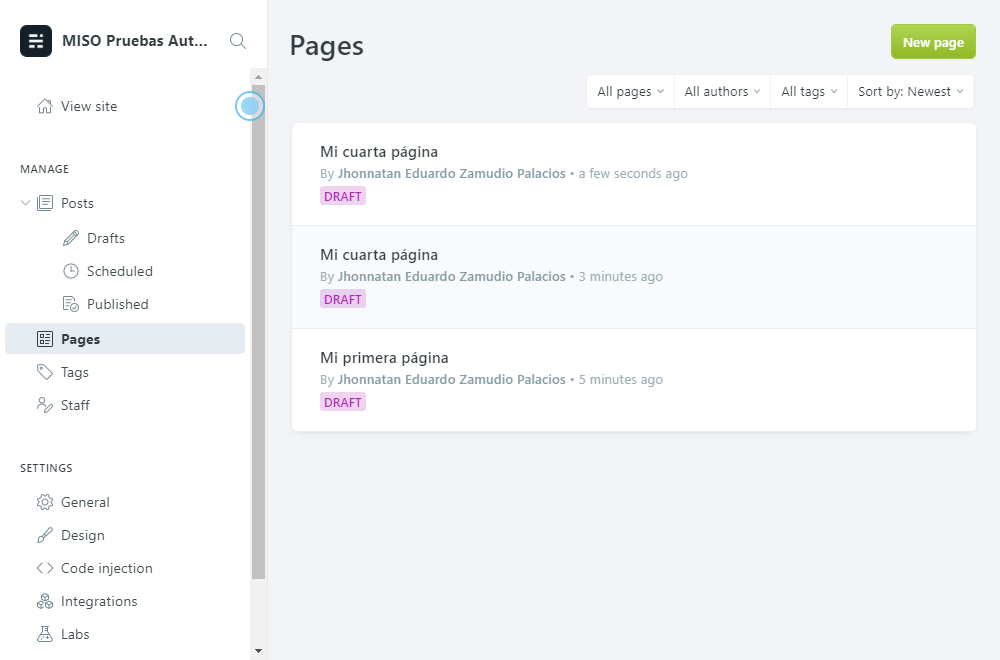 MISO Pruebas Aut...
View site
MANAGE
Posts
Drafts
Scheduled
Published
Pages
Tags
Staff
SETTINGS
General
Design
Code injection
Integrations
Labs
Pages
New page
All pages
All authors
All tags
Sort by: Newest
Mi cuarta página
By Jhonnatan Eduardo Zamudio Palacios • a few seconds ago
DRAFT
Mi cuarta página
By Jhonnatan Eduardo Zamudio Palacios • 3 minutes ago
DRAFT
Mi primera página
By Jhonnatan Eduardo Zamudio Palacios • 5 minutes ago
DRAFT